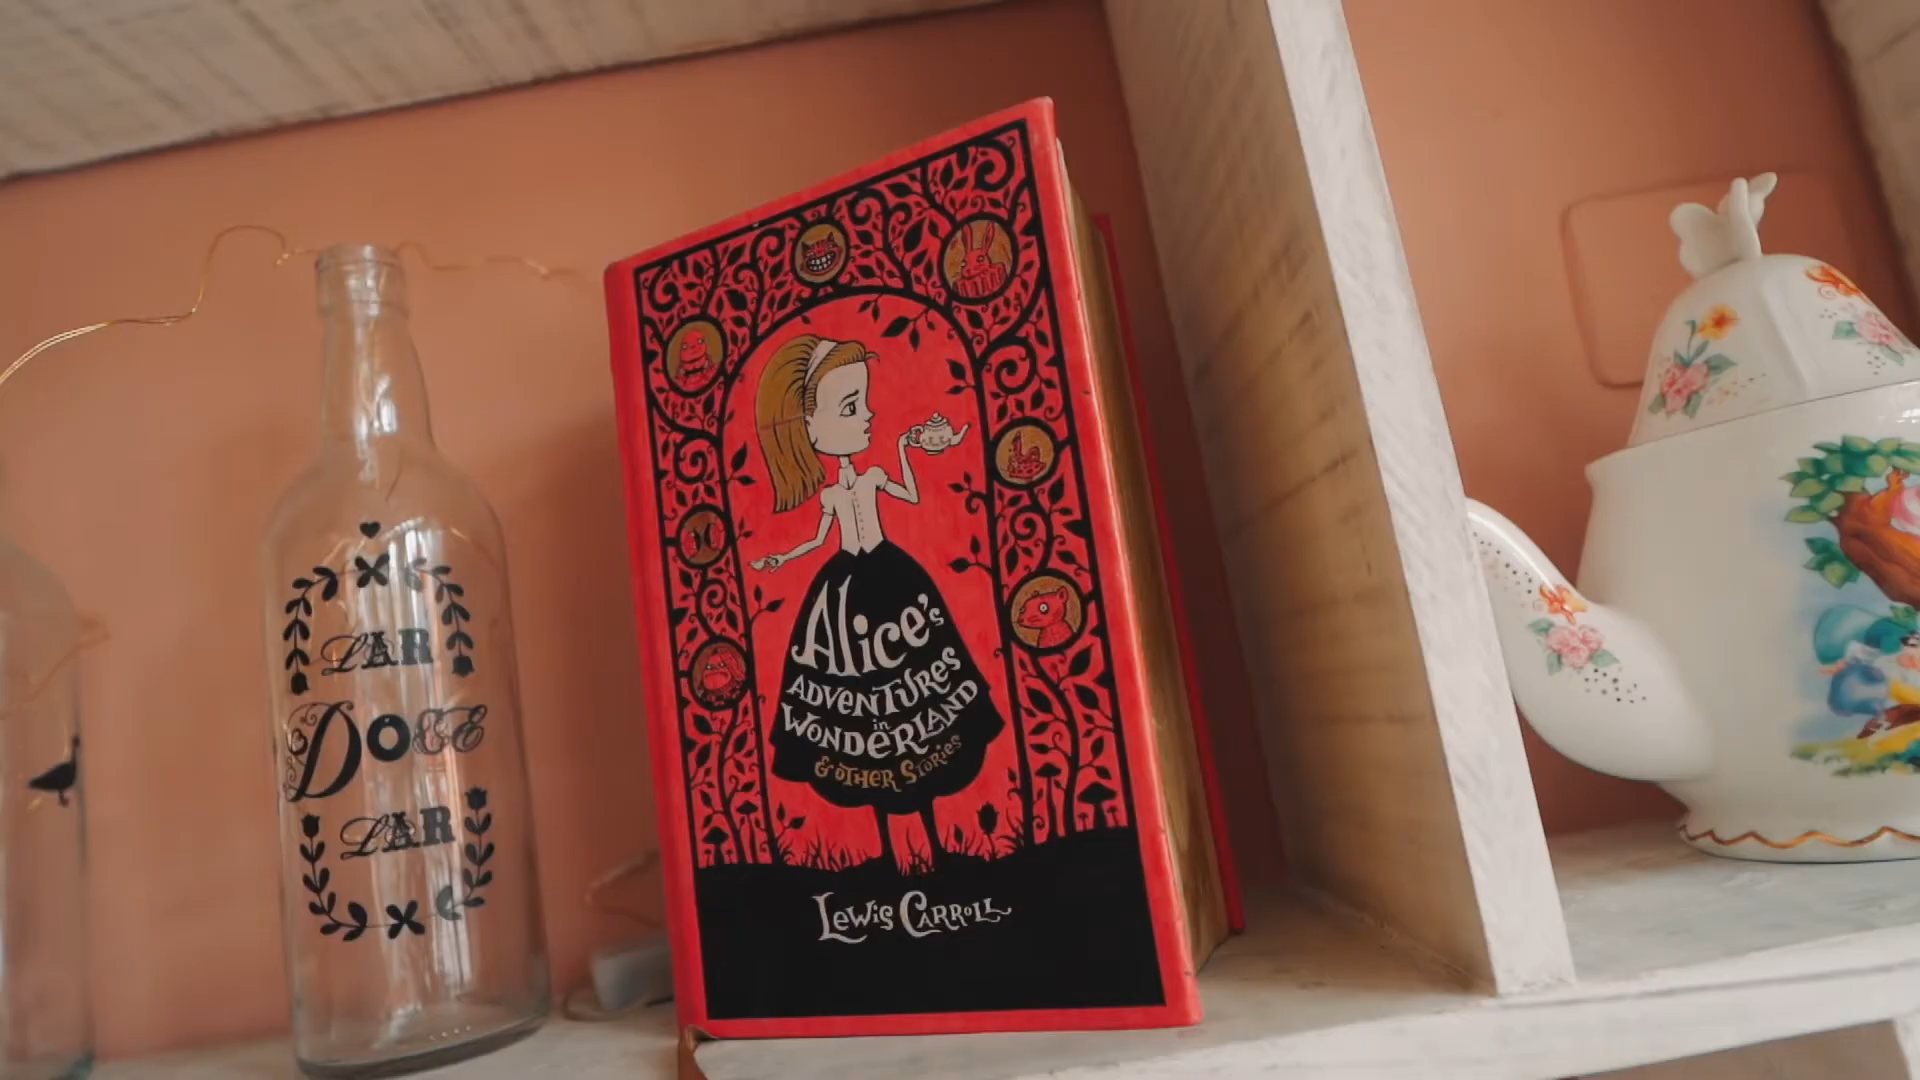 LAR
DOCE
LAR
Alice's
ADVENTURES
in
WONDERLAND
& OTHER STORIES
LEWIS CARROLL